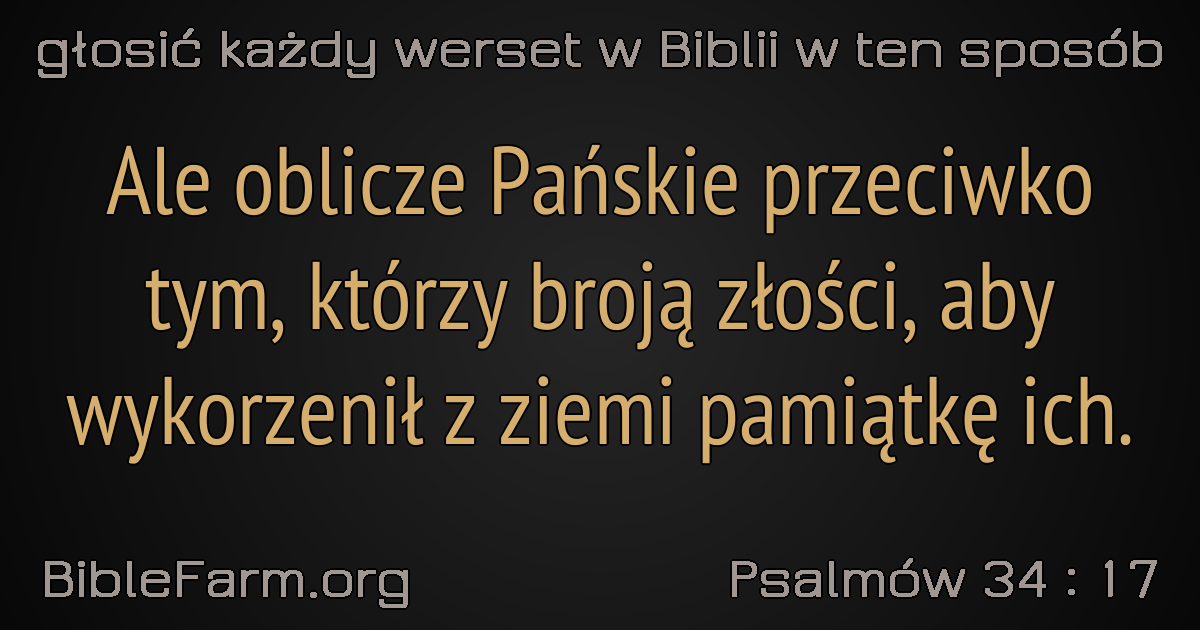 głosić każdy werset w Biblii w ten sposób
Ale oblicze Pańskie przeciwko
tym, którzy broją złości, aby
wykorzenił z ziemi pamiątkę ich.
BibleFarm.org
Psalmów 34 : 17